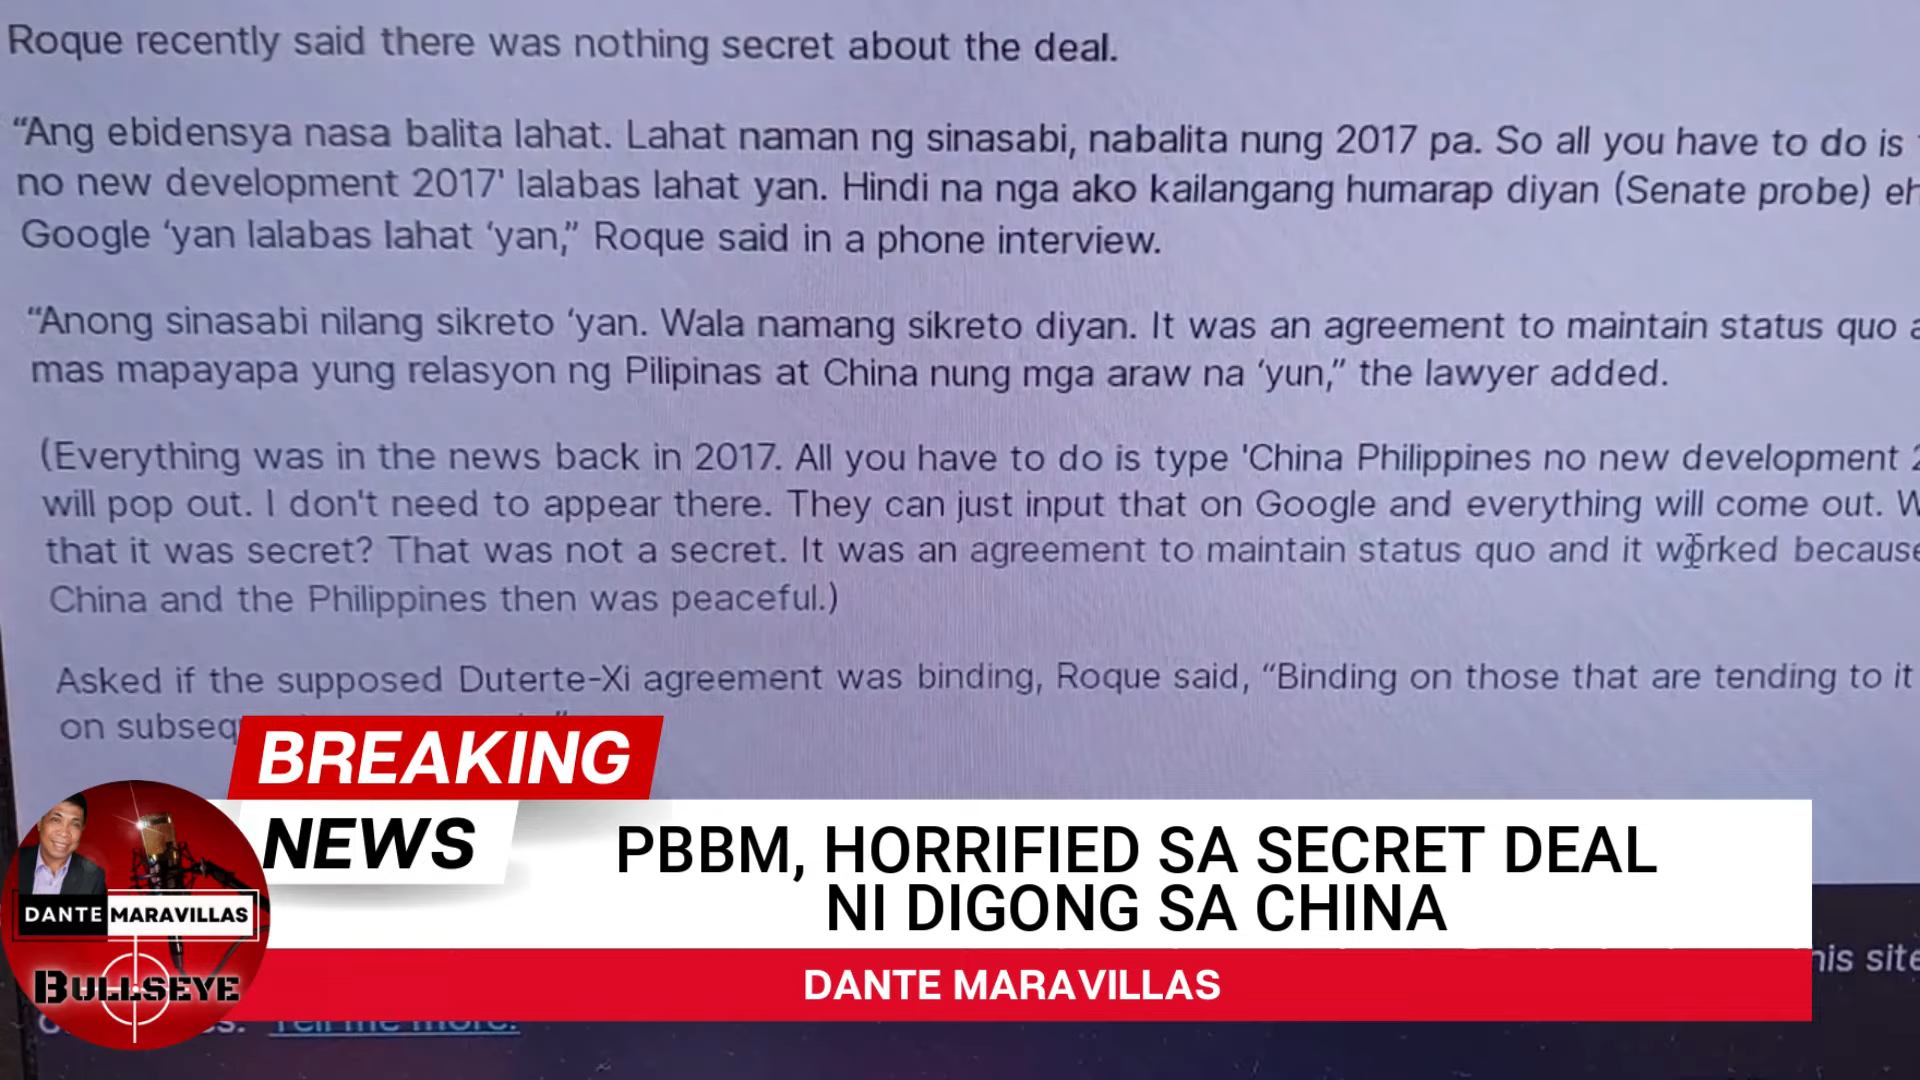 Roque recently said there was nothing secret about the deal.
“Ang ebidensya nasa balita lahat. Lahat naman ng sinasabi, nabalita nung 2017 pa. So all you have to do is
no new development 2017' lalabas lahat yan. Hindi na nga ako kailangang humarap diyan (Senate probe) eh
Google ‘yan lalabas lahat ‘yan,” Roque said in a phone interview.
“Anong sinasabi nilang sikreto ‘yan. Wala namang sikreto diyan. It was an agreement to maintain status quo a
mas mapayapa yung relasyon ng Pilipinas at China nung mga araw na ‘yun,” the lawyer added.
(Everything was in the news back in 2017. All you have to do is type 'China Philippines no new development 2
will pop out. I don't need to appear there. They can just input that on Google and everything will come out. W
that it was secret? That was not a secret. It was an agreement to maintain status quo and it worked because
China and the Philippines then was peaceful.)
Asked if the supposed Duterte-Xi agreement was binding, Roque said, “Binding on those that are tending to it
on subseq
BREAKING
NEWS
PBBM, HORRIFIED SA SECRET DEAL
NI DIGONG SA CHINA
DANTE MARAVILLAS
DANTE MARAVILLAS
BULLSEYE
his site
Tell me more.